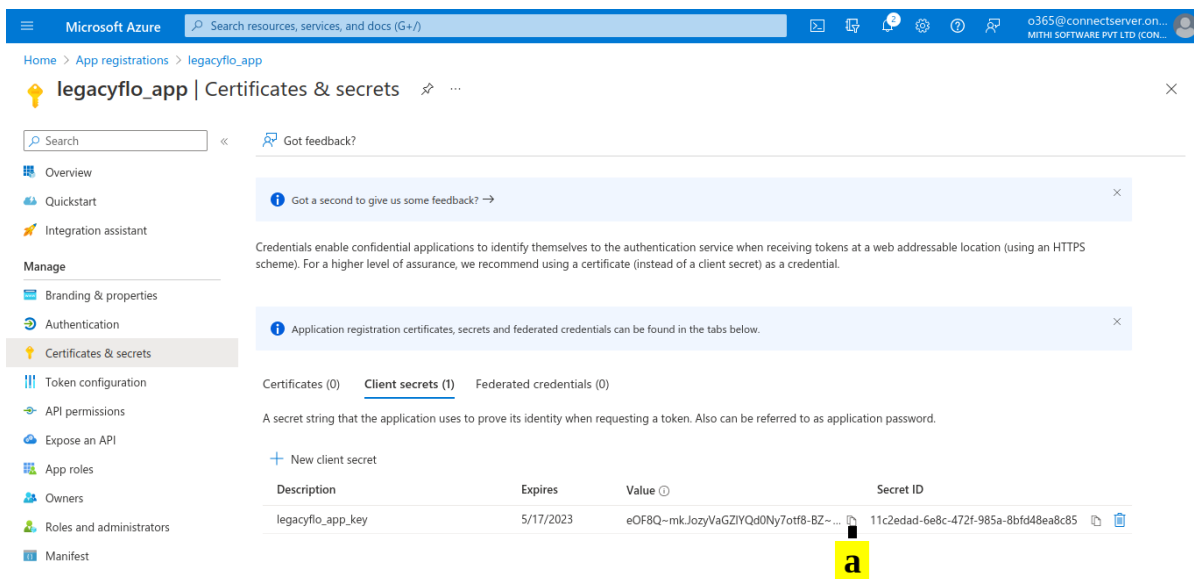 Microsoft Azure
Search resources, services, and docs (G+/)
2
o365@connectserver.on...
MITHI SOFTWARE PVT LTD (CON...
Home > App registrations > legacyflo_app
legacyflo_app | Certificates & secrets ...
Search «
Got feedback?
Overview
Quickstart
Integration assistant
Manage
Branding & properties
Authentication
Certificates & secrets
Token configuration
API permissions
Expose an API
App roles
Owners
Roles and administrators
Manifest
Got a second to give us some feedback? →
Credentials enable confidential applications to identify themselves to the authentication service when receiving tokens at a web addressable location (using an HTTPS
scheme). For a higher level of assurance, we recommend using a certificate (instead of a client secret) as a credential.
Application registration certificates, secrets and federated credentials can be found in the tabs below.
Certificates (0) Client secrets (1) Federated credentials (0)
A secret string that the application uses to prove its identity when requesting a token. Also can be referred to as application password.
New client secret
Description Expires Value Secret ID
legacyflo_app_key 5/17/2023 eOF8Q~mk.JozyVaGZlYQd0Ny7otf8-BZ~... 11c2edad-6e8c-472f-985a-8bfd48ea8c85
a